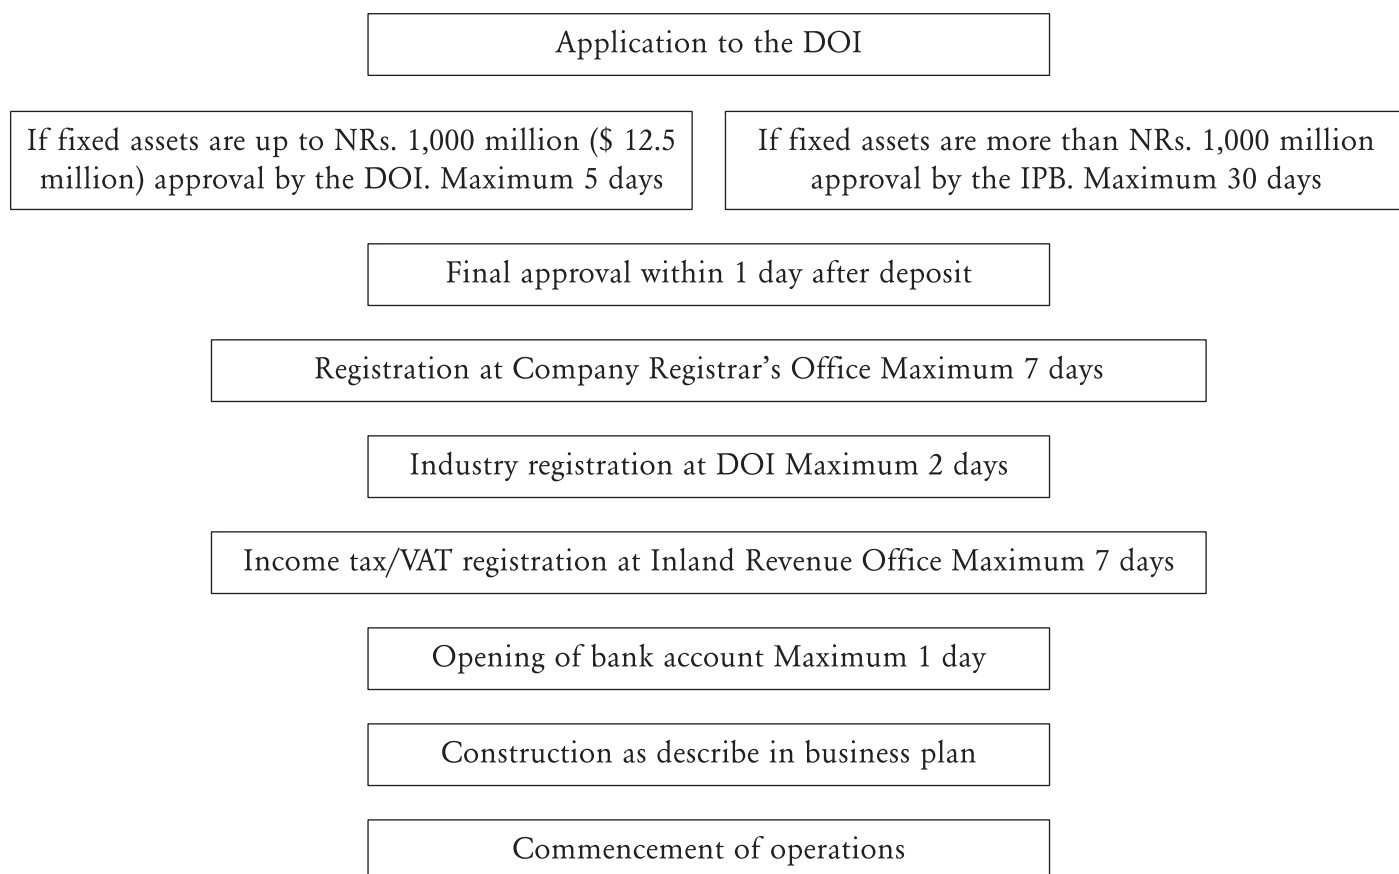 Application to the DOI
If fixed assets are up to NRs. 1,000 million ($ 12.5
million) approval by the DOI. Maximum 5 days
If fixed assets are more than NRs. 1,000 million
approval by the IPB. Maximum 30 days
Final approval within 1 day after deposit
Registration at Company Registrar’s Office Maximum 7 days
Industry registration at DOI Maximum 2 days
Income tax/VAT registration at Inland Revenue Office Maximum 7 days
Opening of bank account Maximum 1 day
Construction as describe in business plan
Commencement of operations